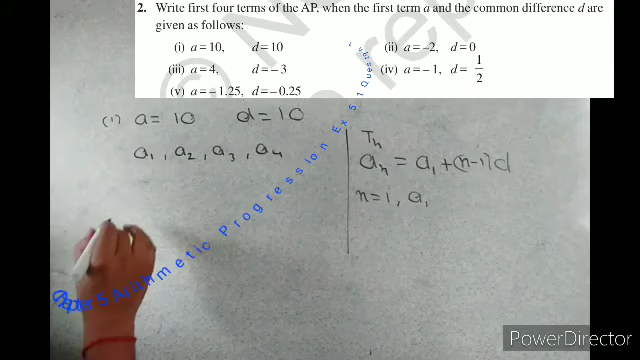 2. Write first four terms of the AP, when the first term a and the common difference d are
given as follows:
(i) a = 10, d = 10
(ii) a = –2, d = 0
(iii) a = 4, d = – 3
(iv) a = – 1, d = 1/2
(v) a = – 1.25, d = – 0.25
(i) a = 10 d = 10
a₁, a₂, a₃, a₄
Tₙ
aₙ = a₁ + (n-1)d
n = 1, a₁
5 Arithmetic Progression Ex 5.1 Ques
PowerDirector